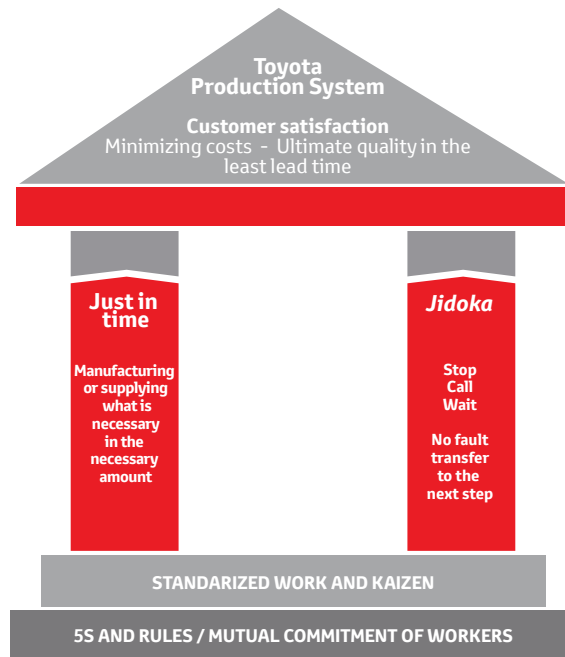 Toyota
Production System
Customer satisfaction
Minimizing costs - Ultimate quality in the
least lead time
Just in
time
Manufacturing
or supplying
what is
necessary
in the
necessary
amount
Jidoka
Stop
Call
Wait
No fault
transfer
to the
next step
STANDARIZED WORK AND KAIZEN
5S AND RULES / MUTUAL COMMITMENT OF WORKERS